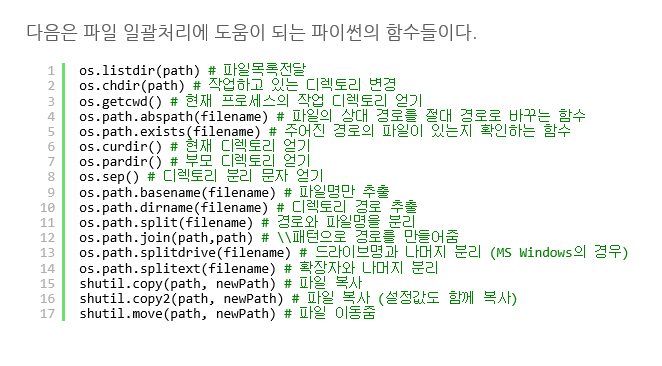 다음은 파일 일괄처리에 도움이 되는 파이썬의 함수들이다.
1 os.listdir(path) # 파일목록전달
2 os.chdir(path) # 작업하고 있는 디렉토리 변경
3 os.getcwd() # 현재 프로세스의 작업 디렉토리 얻기
4 os.path.abspath(filename) # 파일의 상대 경로를 절대 경로로 바꾸는 함수
5 os.path.exists(filename) # 주어진 경로의 파일이 있는지 확인하는 함수
6 os.curdir() # 현재 디렉토리 얻기
7 os.pardir() # 부모 디렉토리 얻기
8 os.sep() # 디렉토리 분리 문자 얻기
9 os.path.basename(filename) # 파일명만 추출
10 os.path.dirname(filename) # 디렉토리 경로 추출
11 os.path.split(filename) # 경로와 파일명을 분리
12 os.path.join(path,path) # \\패턴으로 경로를 만들어줌
13 os.path.splitdrive(filename) # 드라이브명과 나머지 분리 (MS Windows의 경우)
14 os.path.splitext(filename) # 확장자와 나머지 분리
15 shutil.copy(path, newPath) # 파일 복사
16 shutil.copy2(path, newPath) # 파일 복사 (설정값도 함께 복사)
17 shutil.move(path, newPath) # 파일 이동줌